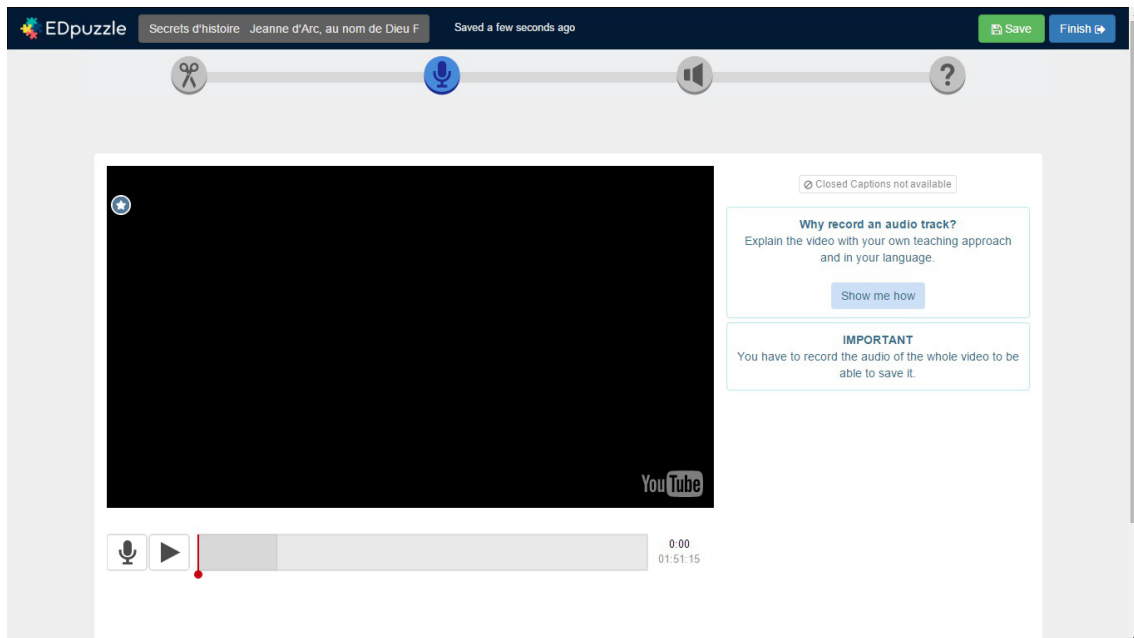 EDpuzzle
Secrets d'histoire Jeanne d'Arc, au nom de Dieu F
Saved a few seconds ago
Save
Finish
?
Closed Captions not available
Why record an audio track?
Explain the video with your own teaching approach
and in your language.
Show me how
IMPORTANT
You have to record the audio of the whole video to be
able to save it.
YouTube
0:00
01:51:15